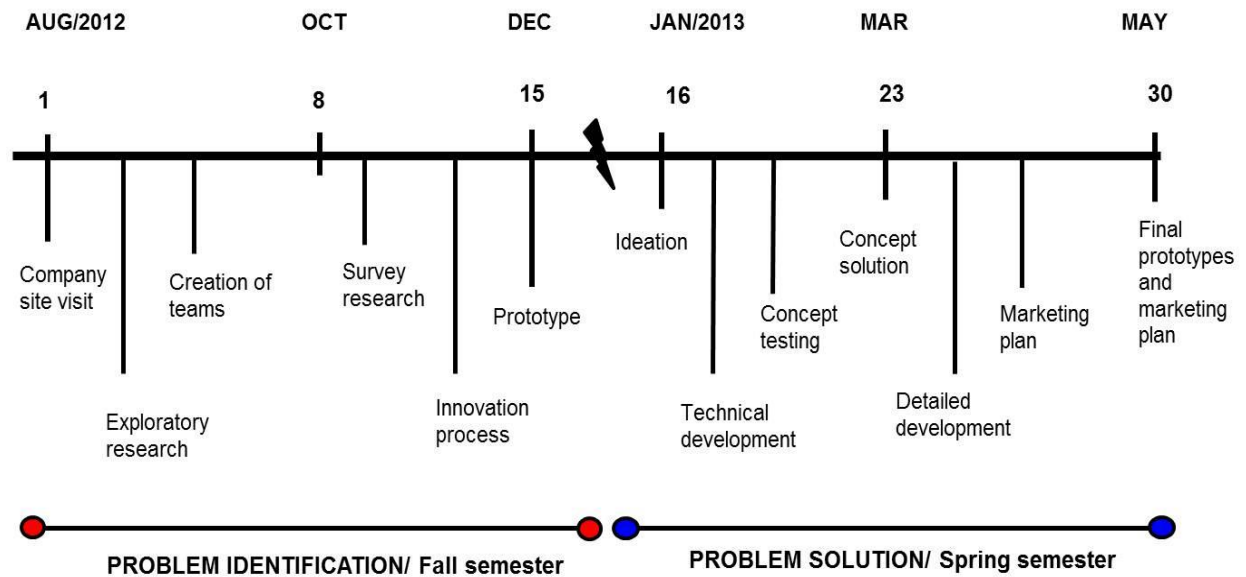 AUG/2012 OCT DEC JAN/2013 MAR MAY
1 8 15 16 23 30
Company
site visit
Exploratory
research
Creation of
teams
Survey
research
Innovation
process
Prototype
Ideation
Technical
development
Concept
testing
Concept
solution
Detailed
development
Marketing
plan
Final
prototypes
and
marketing
plan
PROBLEM IDENTIFICATION/ Fall semester
PROBLEM SOLUTION/ Spring semester